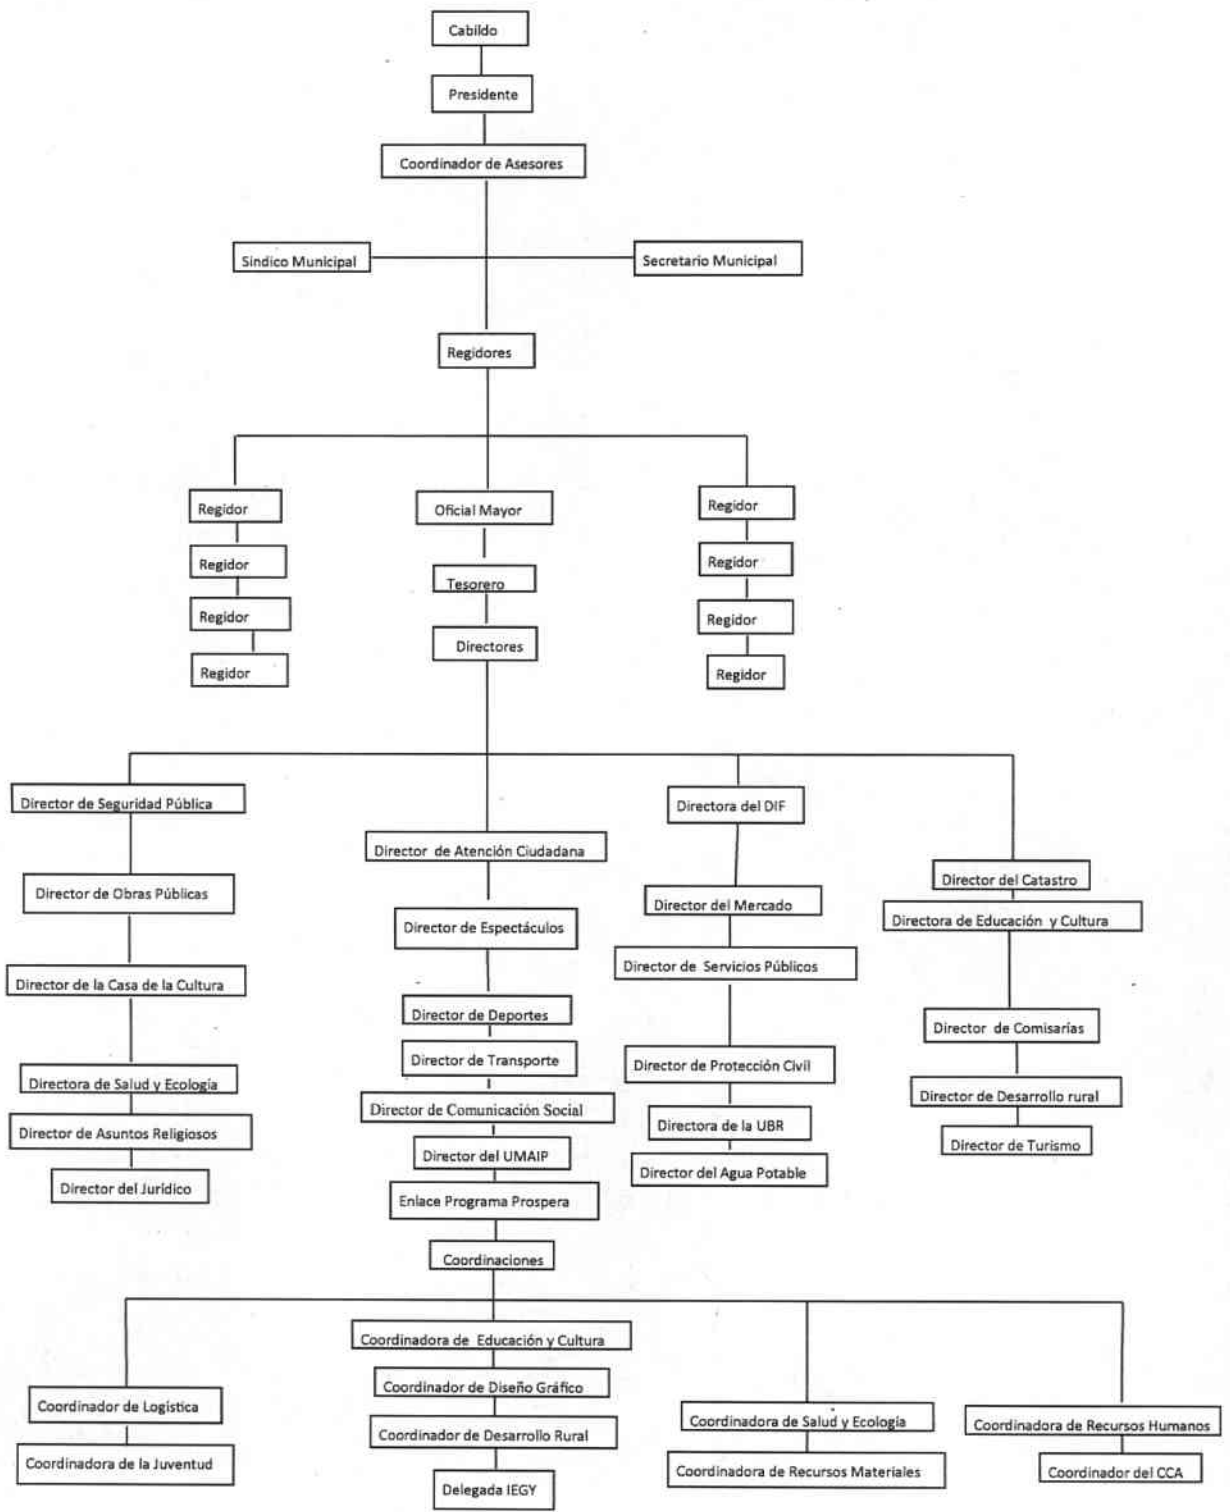 Cabildo
Presidente
Coordinador de Asesores
Sindico Municipal
Secretario Municipal
Regidores
Regidor
Regidor
Regidor
Regidor
Oficial Mayor
Tesorero
Directores
Regidor
Regidor
Regidor
Regidor
Director de Seguridad Pública
Director de Obras Públicas
Director de la Casa de la Cultura
Directora de Salud y Ecología
Director de Asuntos Religiosos
Director del Jurídico
Director de Atención Ciudadana
Director de Espectáculos
Director de Deportes
Director de Transporte
Director de Comunicación Social
Director del UMAIP
Enlace Programa Prospera
Coordinaciones
Directora del DIF
Director del Mercado
Director de Servicios Públicos
Director de Protección Civil
Directora de la UBR
Director del Agua Potable
Director del Catastro
Directora de Educación y Cultura
Director de Comisarías
Director de Desarrollo rural
Director de Turismo
Coordinador de Logística
Coordinadora de la Juventud
Coordinadora de Educación y Cultura
Coordinador de Diseño Gráfico
Coordinador de Desarrollo Rural
Delegada IEGY
Coordinadora de Salud y Ecología
Coordinadora de Recursos Materiales
Coordinadora de Recursos Humanos
Coordinador del CCA